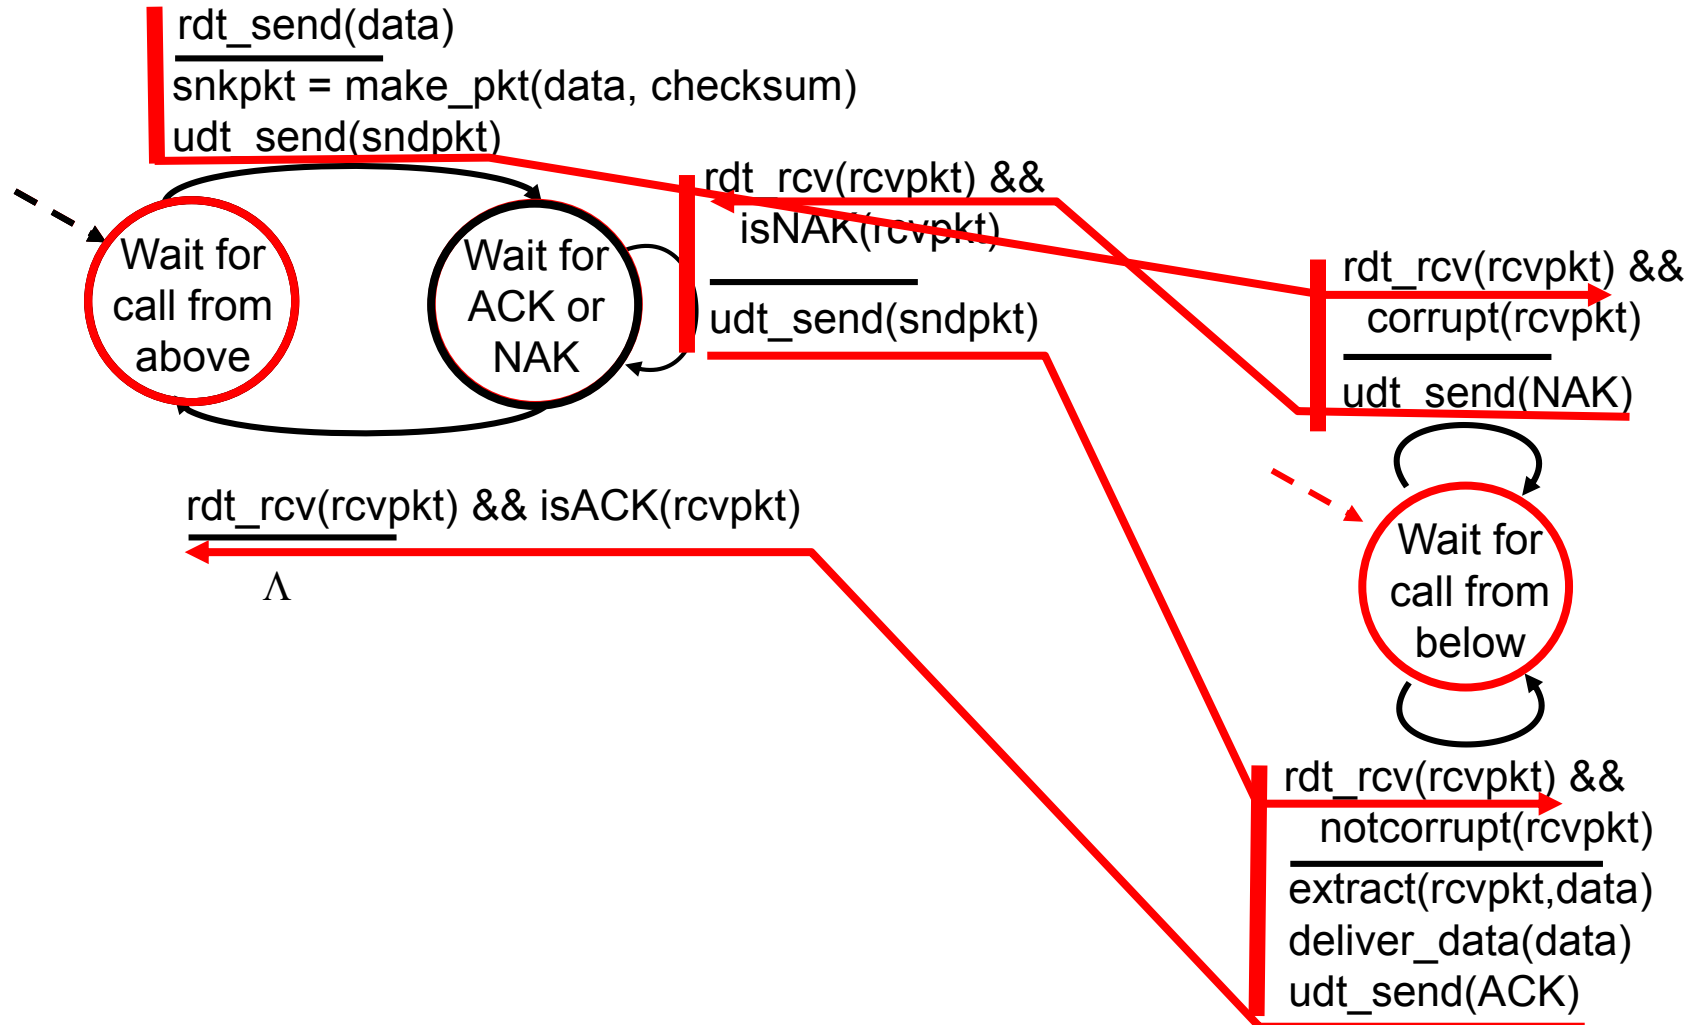 rdt_send(data)
snkpkt = make_pkt(data, checksum)
udt_send(sndpkt)
Wait for
call from
above
Wait for
ACK or
NAK
rdt_rcv(rcvpkt) &&
isNAK(rcvpkt)
udt_send(sndpkt)
rdt_rcv(rcvpkt) && isACK(rcvpkt)
Λ
rdt_rcv(rcvpkt) &&
corrupt(rcvpkt)
udt_send(NAK)
Wait for
call from
below
rdt_rcv(rcvpkt) &&
notcorrupt(rcvpkt)
extract(rcvpkt,data)
deliver_data(data)
udt_send(ACK)